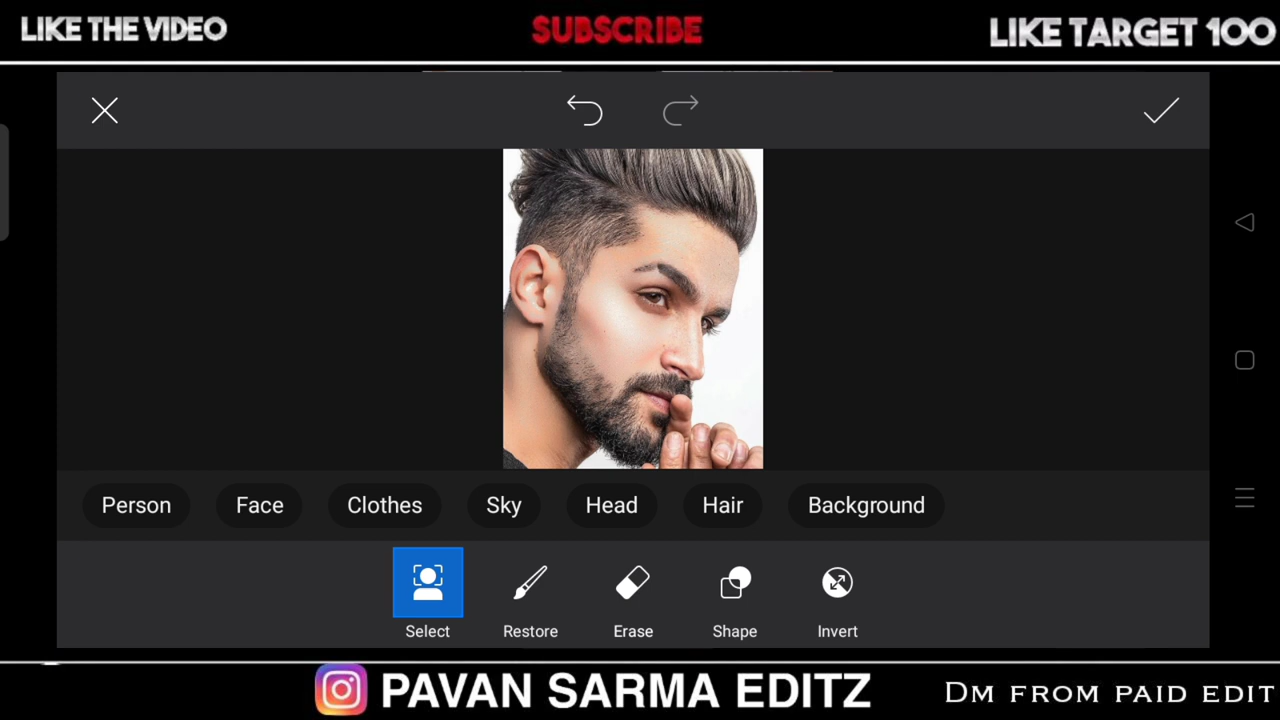 LIKE THE VIDEO
SUBSCRIBE
LIKE TARGET 100
Person
Face
Clothes
Sky
Head
Hair
Background
Select
Restore
Erase
Shape
Invert
PAVAN SARMA EDITZ
DM FROM PAID EDIT